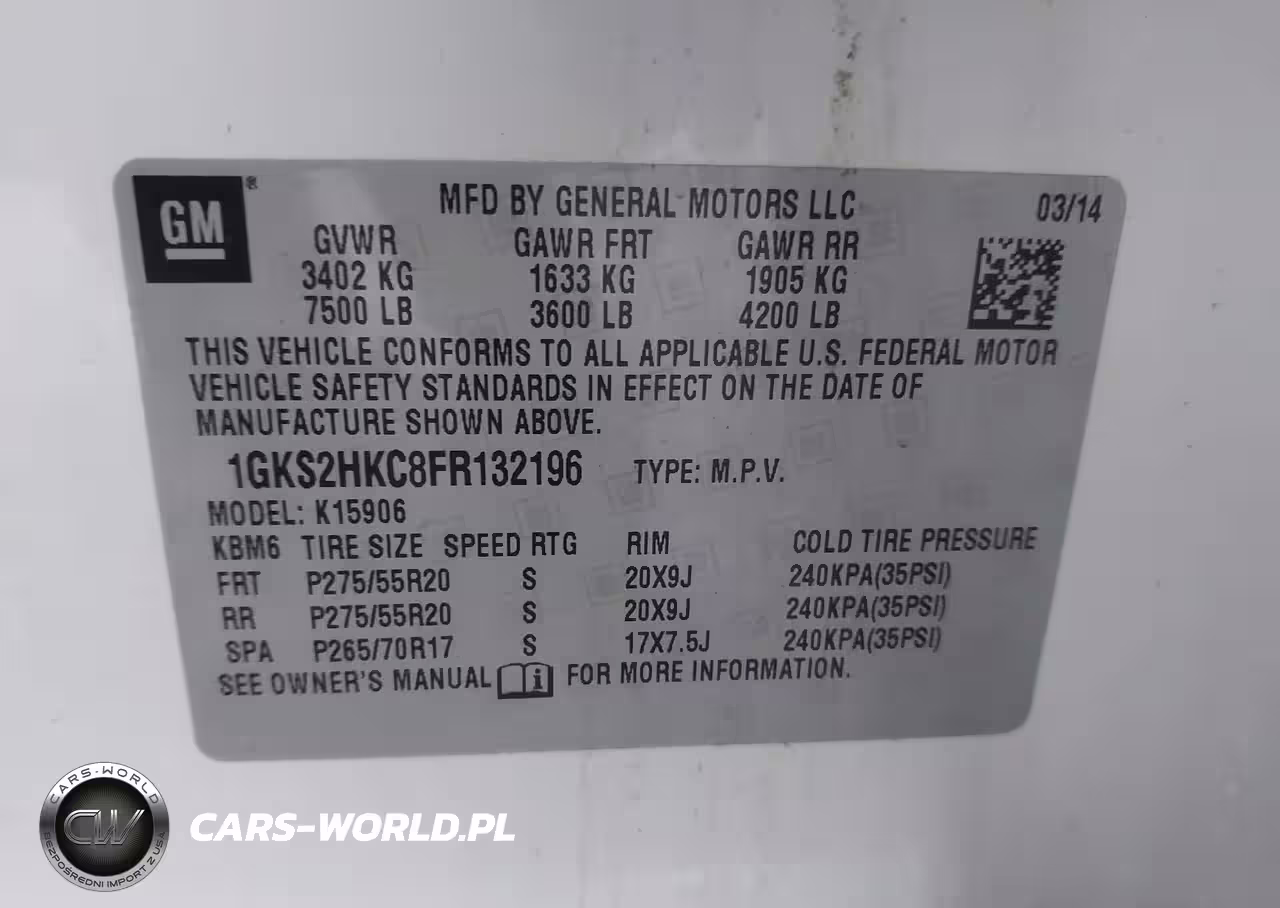 GM ®
MFD BY GENERAL MOTORS LLC 03/14
GVWR GAWR FRT GAWR RR
3402 KG 1633 KG 1905 KG
7500 LB 3600 LB 4200 LB
THIS VEHICLE CONFORMS TO ALL APPLICABLE U.S. FEDERAL MOTOR
VEHICLE SAFETY STANDARDS IN EFFECT ON THE DATE OF
MANUFACTURE SHOWN ABOVE.
1GKS2HKC8FR132196 TYPE: M.P.V.
MODEL: K15906
KBM6 TIRE SIZE SPEED RTG RIM COLD TIRE PRESSURE
FRT P275/55R20 S 20X9J 240KPA(35PSI)
RR P275/55R20 S 20X9J 240KPA(35PSI)
SPA P265/70R17 S 17X7.5J 240KPA(35PSI)
SEE OWNER'S MANUAL i FOR MORE INFORMATION.
CARS-WORLD
CW
BEZPOŚREDNI IMPORT Z USA
CARS-WORLD.PL